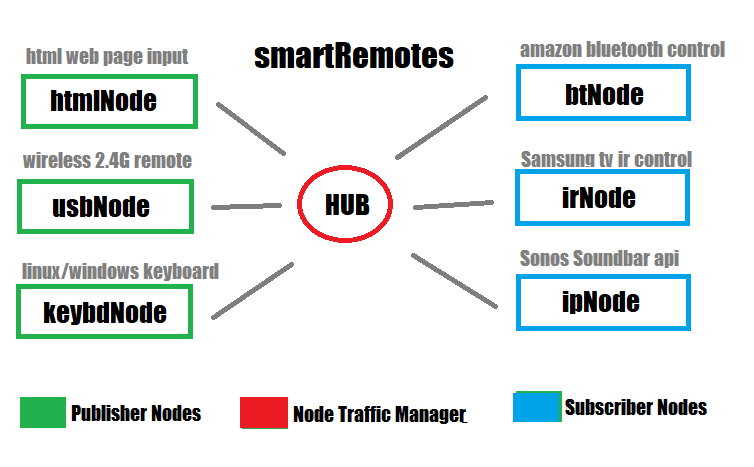 smartRemotes
html web page input
htmlNode
wireless 2.4G remote
usbNode
linux/windows keyboard
keybdNode
HUB
amazon bluetooth control
btNode
Samsung tv ir control
irNode
Sonos Soundbar api
ipNode
Publisher Nodes
Node Traffic Manager
Subscriber Nodes